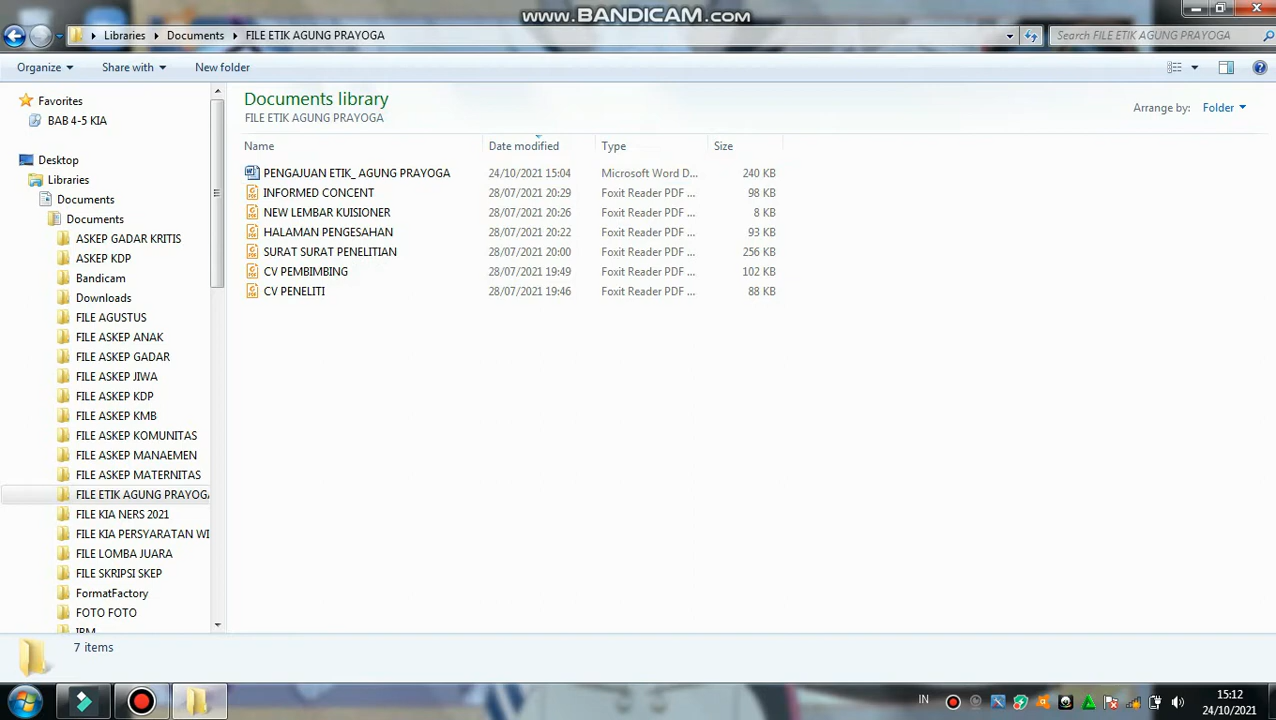 www.BANDICAM.com
Libraries Documents FILE ETIK AGUNG PRAYOGA
Search FILE ETIK AGUNG PRAYOGA
Organize Share with New folder
Favorites
BAB 4-5 KIA
Desktop
Libraries
Documents
Documents
ASKEP GADAR KRITIS
ASKEP KDP
Bandicam
Downloads
FILE AGUSTUS
FILE ASKEP ANAK
FILE ASKEP GADAR
FILE ASKEP JIWA
FILE ASKEP KDP
FILE ASKEP KMB
FILE ASKEP KOMUNITAS
FILE ASKEP MANAEMEN
FILE ASKEP MATERNITAS
FILE ETIK AGUNG PRAYOGA
FILE KIA NERS 2021
FILE KIA PERSYARATAN WI
FILE LOMBA JUARA
FILE SKRIPSI SKEP
FormatFactory
FOTO FOTO
IBM
Documents library
FILE ETIK AGUNG PRAYOGA
Arrange by: Folder
Name Date modified Type Size
PENGAJUAN ETIK_ AGUNG PRAYOGA 24/10/2021 15:04 Microsoft Word D... 240 KB
INFORMED CONCENT 28/07/2021 20:29 Foxit Reader PDF ... 98 KB
NEW LEMBAR KUISIONER 28/07/2021 20:26 Foxit Reader PDF ... 8 KB
HALAMAN PENGESAHAN 28/07/2021 20:22 Foxit Reader PDF ... 93 KB
SURAT SURAT PENELITIAN 28/07/2021 20:00 Foxit Reader PDF ... 256 KB
CV PEMBIMBING 28/07/2021 19:49 Foxit Reader PDF ... 102 KB
CV PENELITI 28/07/2021 19:46 Foxit Reader PDF ... 88 KB
7 items
IN
15:12
24/10/2021